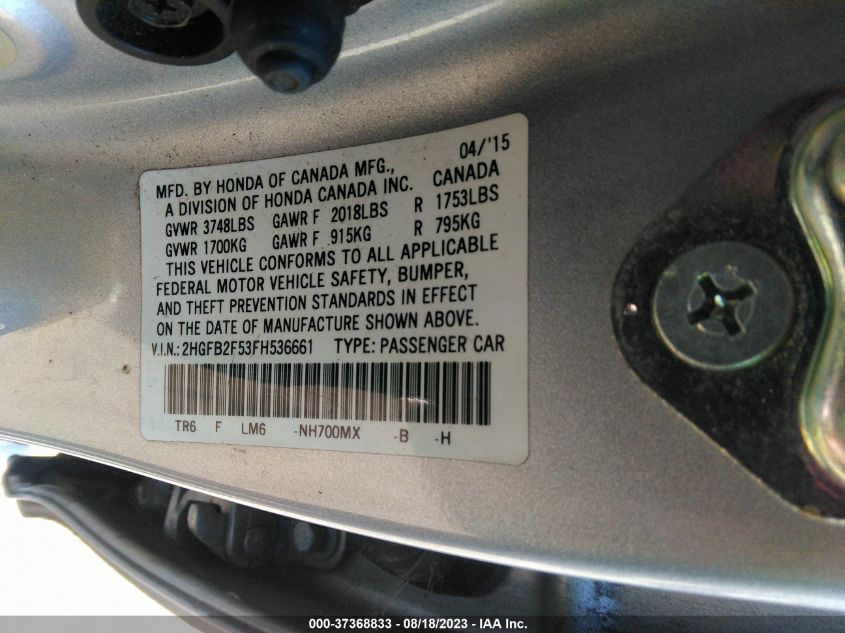 04/'15
MFD. BY HONDA OF CANADA MFG.,
A DIVISION OF HONDA CANADA INC. CANADA
GVWR 3748LBS GAWR F 2018LBS R 1753LBS
GVWR 1700KG GAWR F 915KG R 795KG
THIS VEHICLE CONFORMS TO ALL APPLICABLE
FEDERAL MOTOR VEHICLE SAFETY, BUMPER,
AND THEFT PREVENTION STANDARDS IN EFFECT
ON THE DATE OF MANUFACTURE SHOWN ABOVE.
V.I.N.: 2HGFB2F53FH536661 TYPE: PASSENGER CAR
TR6 F LM6 -NH700MX -B -H
000-37368833 / 08/18/2023 - IAA Inc.